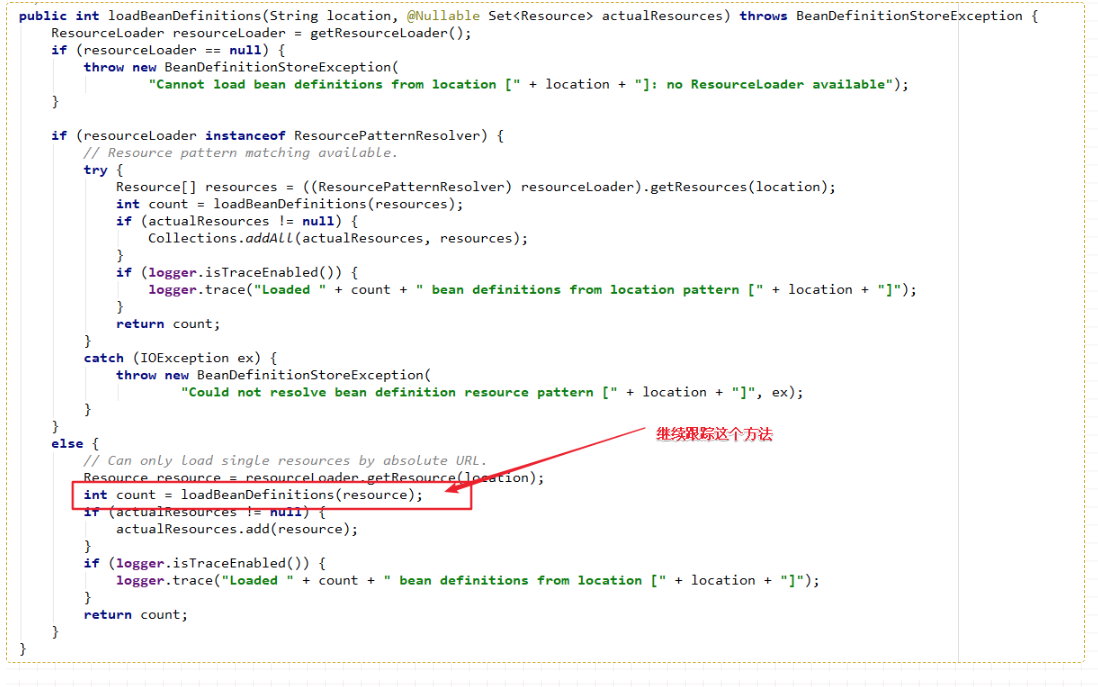 public int loadBeanDefinitions(String location, @Nullable Set<Resource> actualResources) throws BeanDefinitionStoreException {
ResourceLoader resourceLoader = getResourceLoader();
if (resourceLoader == null) {
throw new BeanDefinitionStoreException(
"Cannot load bean definitions from location [" + location + "]: no ResourceLoader available");
}
if (resourceLoader instanceof ResourcePatternResolver) {
// Resource pattern matching available.
try {
Resource[] resources = ((ResourcePatternResolver) resourceLoader).getResources(location);
int count = loadBeanDefinitions(resources);
if (actualResources != null) {
Collections.addAll(actualResources, resources);
}
if (logger.isTraceEnabled()) {
logger.trace("Loaded " + count + " bean definitions from location pattern [" + location + "]");
}
return count;
}
catch (IOException ex) {
throw new BeanDefinitionStoreException(
"Could not resolve bean definition resource pattern [" + location + "]", ex);
}
}
else {
继续跟踪这个方法
// Can only load single resources by absolute URL.
Resource resource = resourceLoader.getResource(location);
int count = loadBeanDefinitions(resource);
if (actualResources != null) {
actualResources.add(resource);
}
if (logger.isTraceEnabled()) {
logger.trace("Loaded " + count + " bean definitions from location [" + location + "]");
}
return count;
}
}